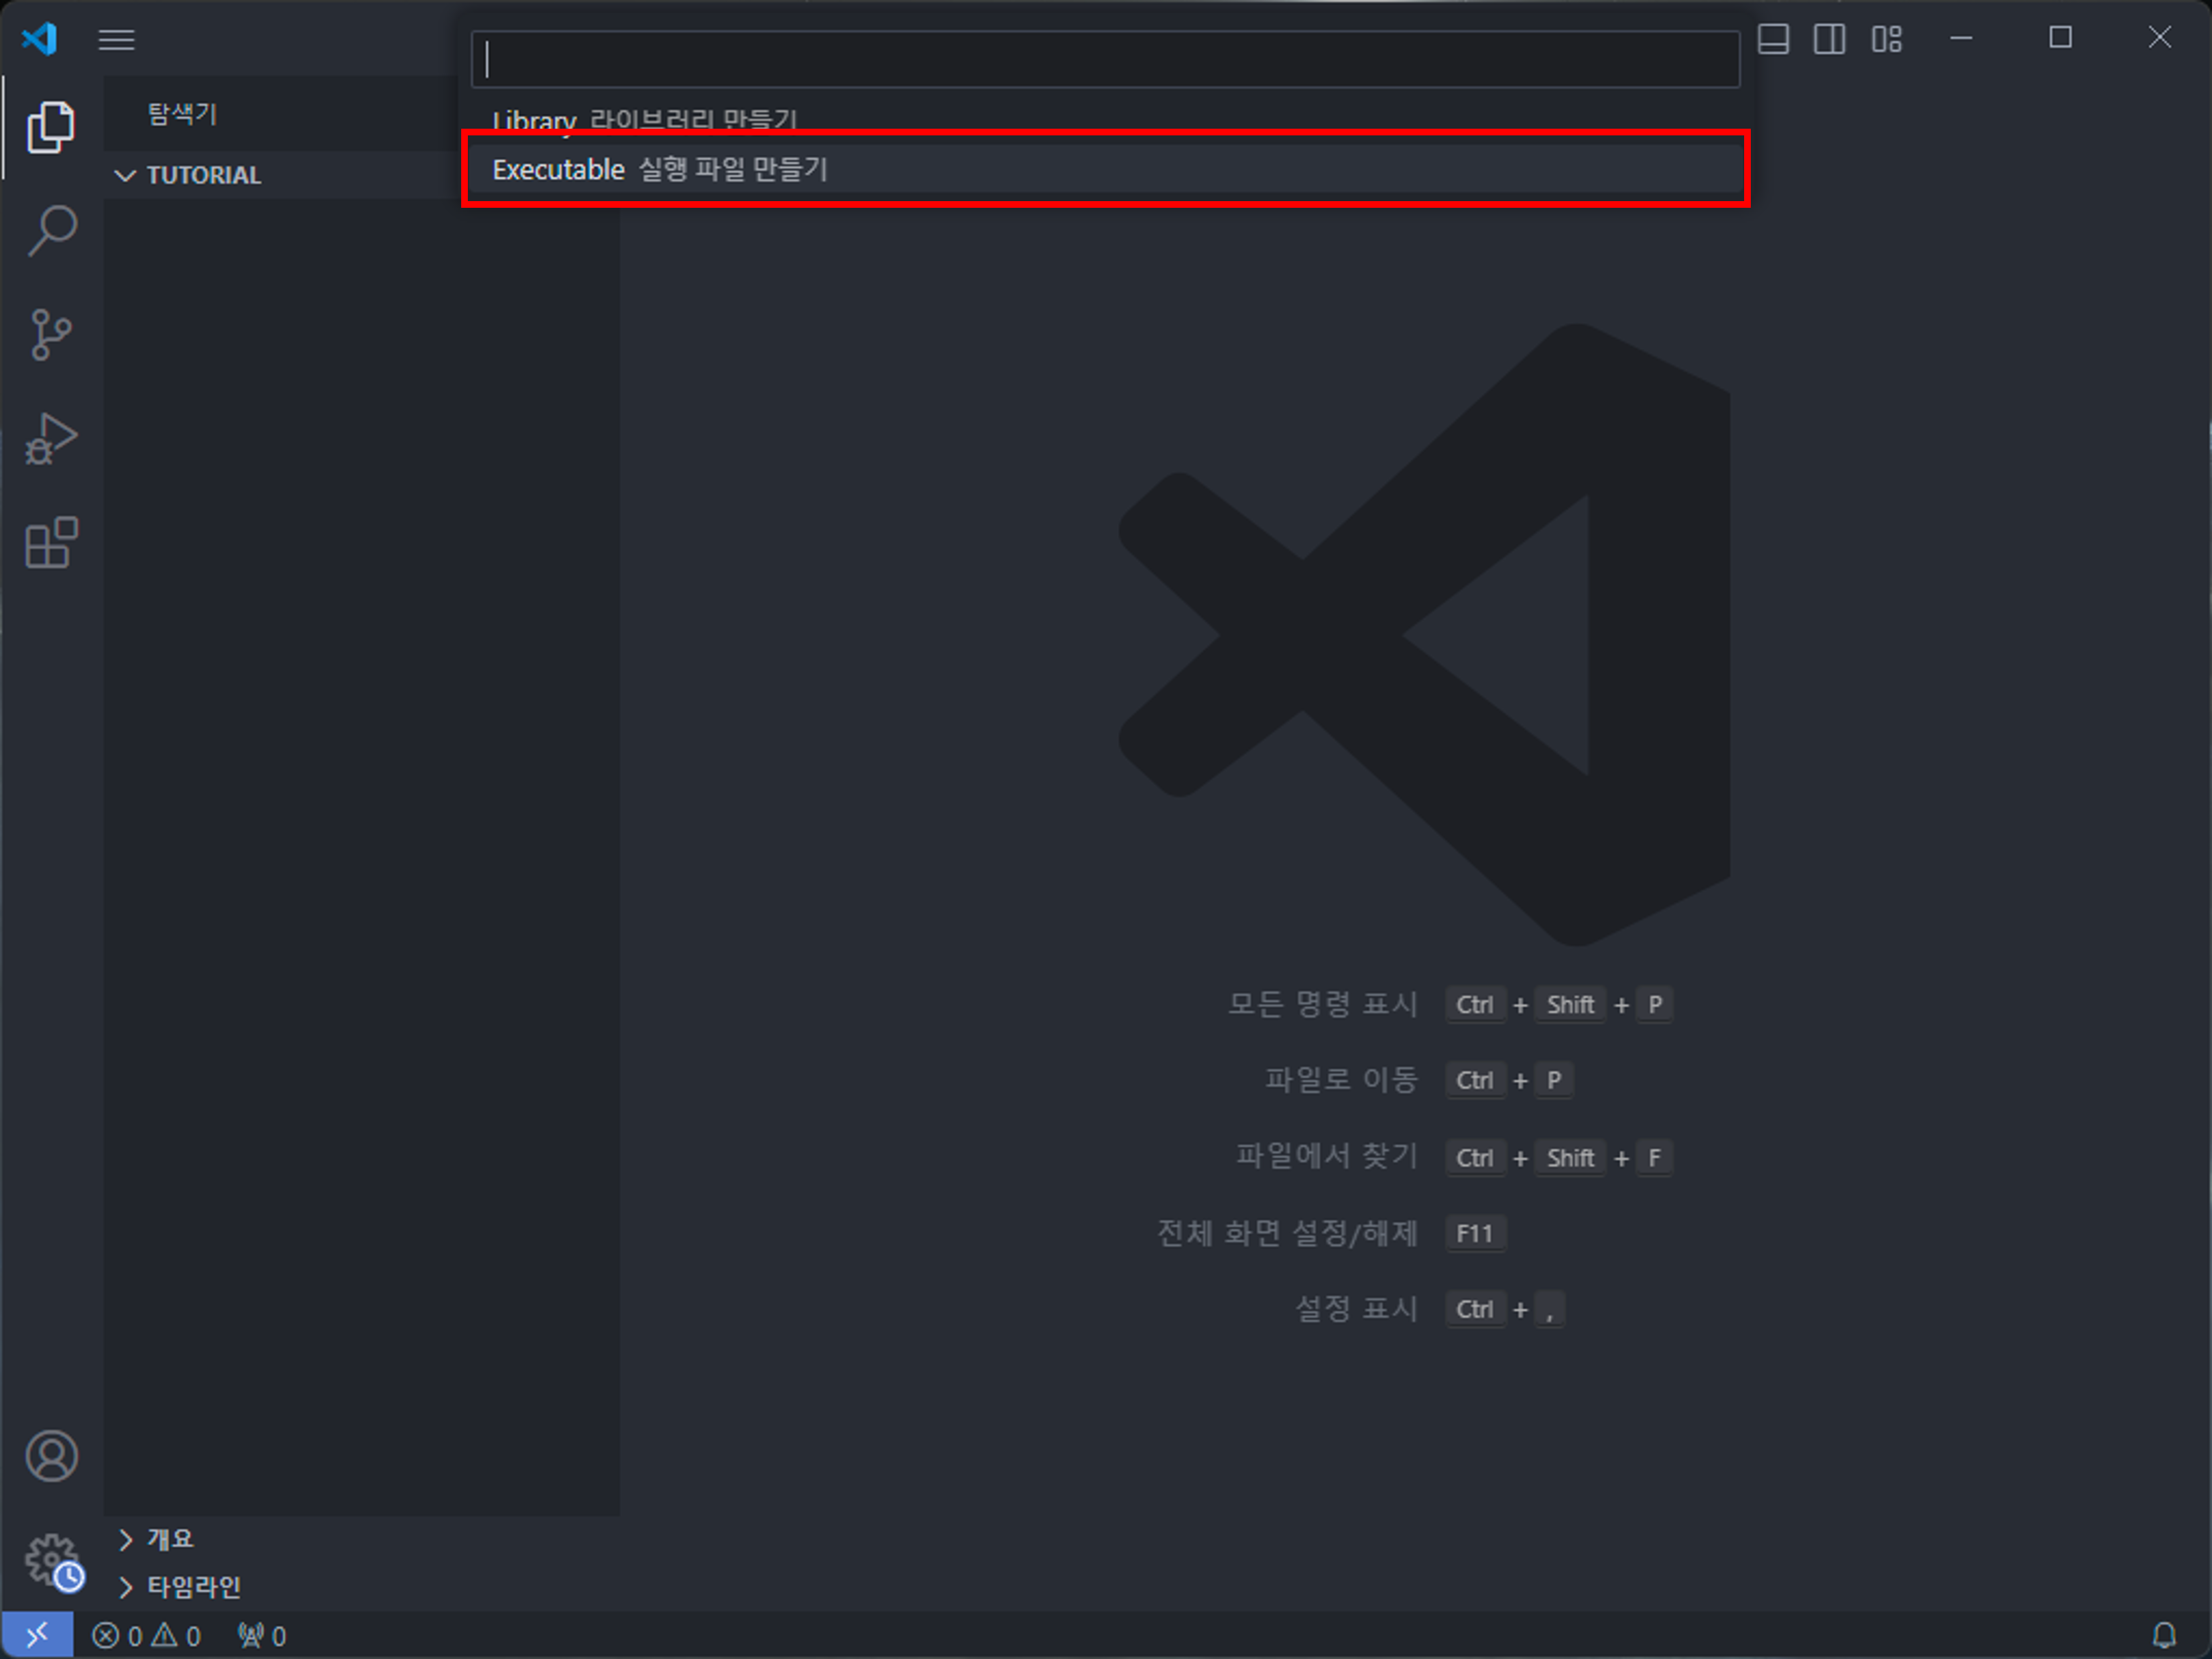 탐색기
TUTORIAL
Library 라이브러리 만들기
Executable 실행 파일 만들기
모든 명령 표시 Ctrl + Shift + P
파일로 이동 Ctrl + P
파일에서 찾기 Ctrl + Shift + F
전체 화면 설정/해제 F11
설정 표시 Ctrl + ,
개요
타임라인
0 0 0